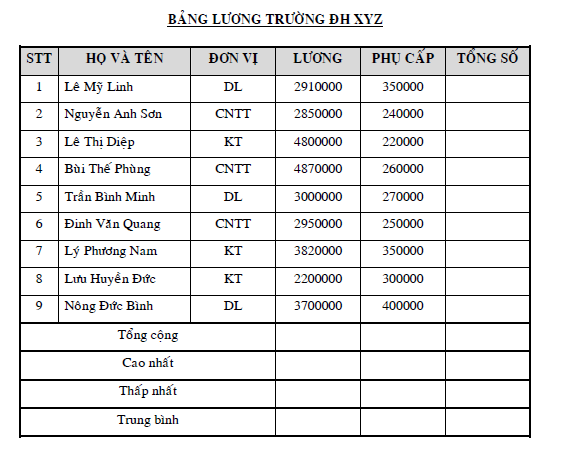 BẢNG LƯƠNG TRƯỜNG ĐH XYZ
STT HỌ VÀ TÊN ĐƠN VỊ LƯƠNG PHỤ CẤP TỔNG SỐ
1 Lê Mỹ Linh DL 2910000 350000
2 Nguyễn Anh Sơn CNTT 2850000 240000
3 Lê Thị Diệp KT 4800000 220000
4 Bùi Thế Phùng CNTT 4870000 260000
5 Trần Bình Minh DL 3000000 270000
6 Đinh Văn Quang CNTT 2950000 250000
7 Lý Phương Nam KT 3820000 350000
8 Lưu Huyền Đức KT 2200000 300000
9 Nông Đức Bình DL 3700000 400000
Tổng cộng
Cao nhất
Thấp nhất
Trung bình